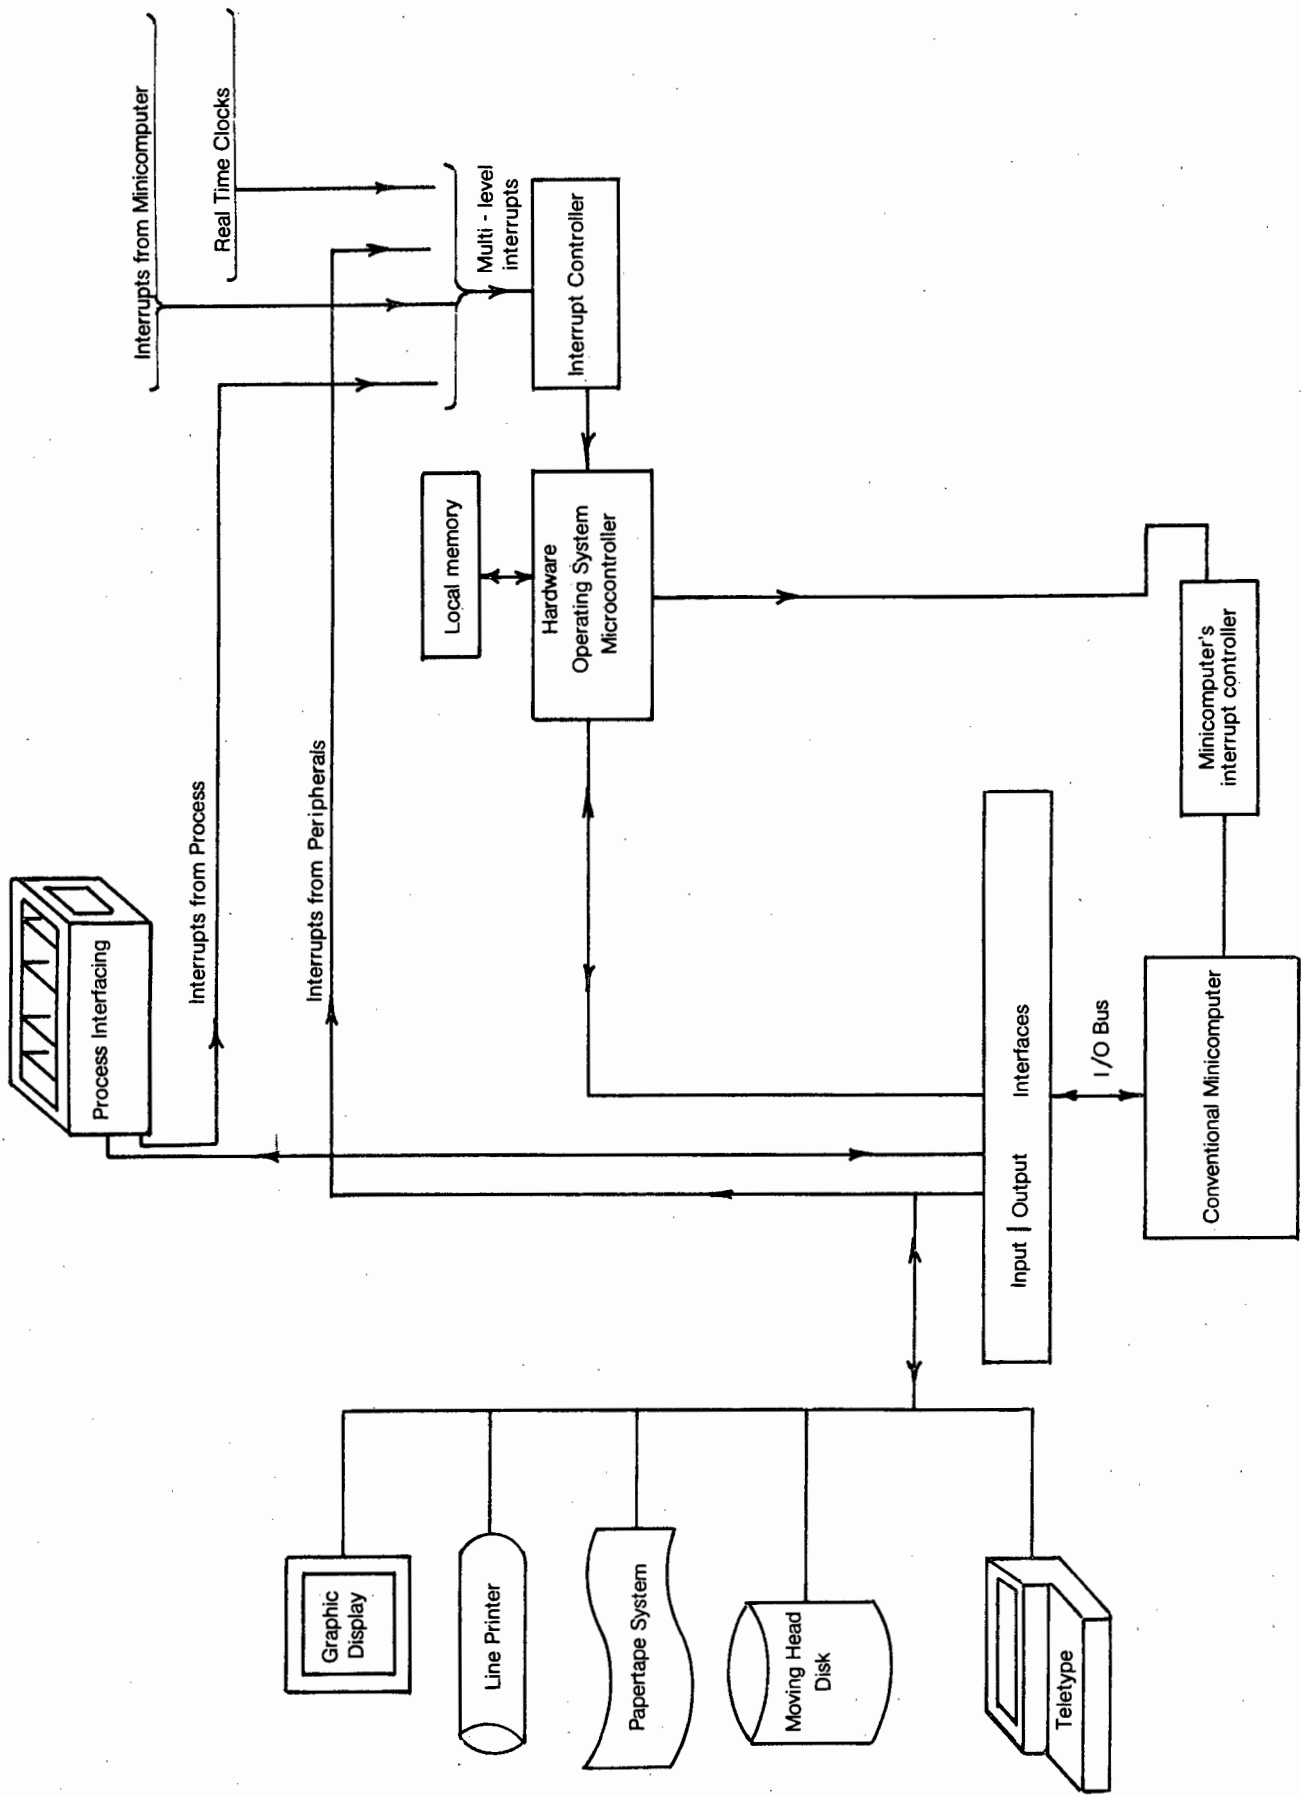 Interrupts from Minicomputer
Real Time Clocks
Multi - level
interrupts
Interrupt Controller
Local memory
Hardware
Operating System
Microcontroller
Minicomputer's
interrupt controller
Interrupts from Process
Interrupts from Peripherals
Process Interfacing
Input | Output Interfaces
I/O Bus
Conventional Minicomputer
Graphic
Display
Line Printer
Papertape System
Moving Head
Disk
Teletype